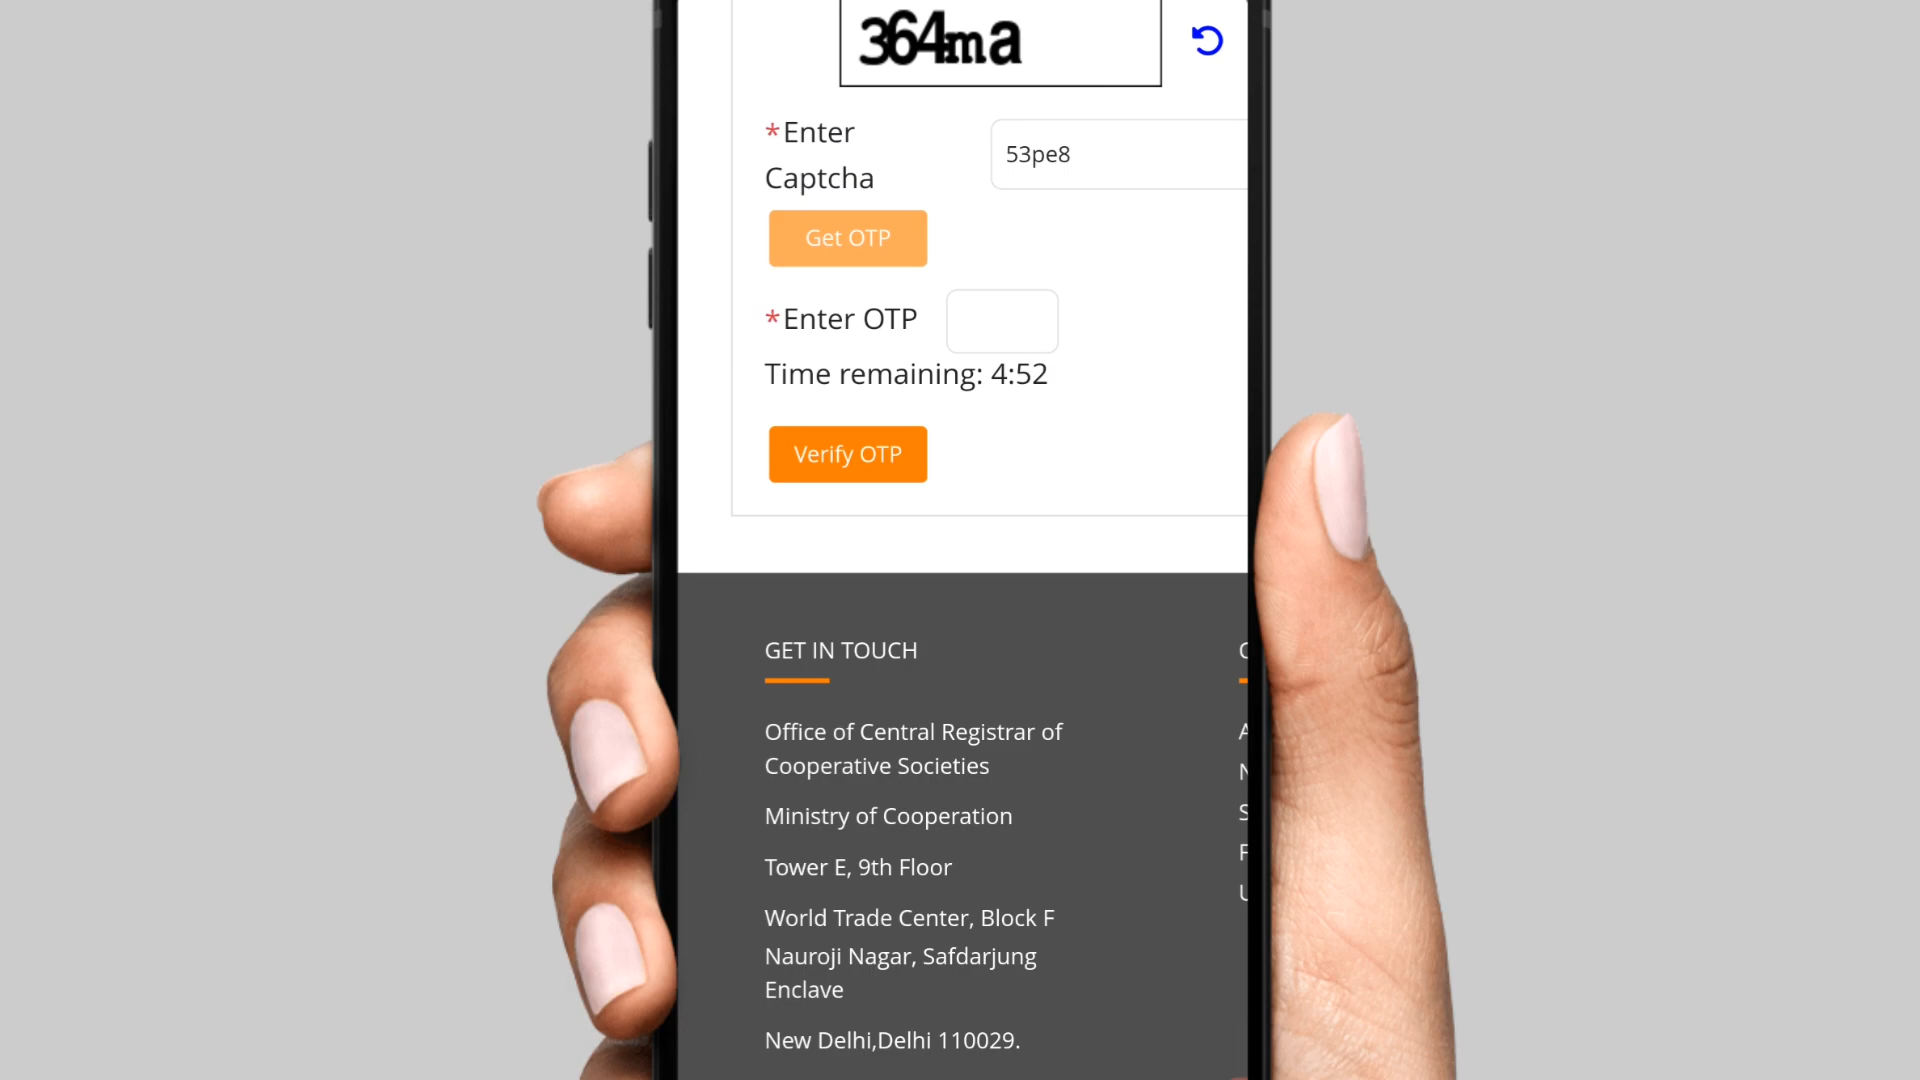 364ma
*Enter
Captcha
53pe8
Get OTP
*Enter OTP
Time remaining: 4:52
Verify OTP
GET IN TOUCH
Office of Central Registrar of
Cooperative Societies
Ministry of Cooperation
Tower E, 9th Floor
World Trade Center, Block F
Nauroji Nagar, Safdarjung
Enclave
New Delhi,Delhi 110029.